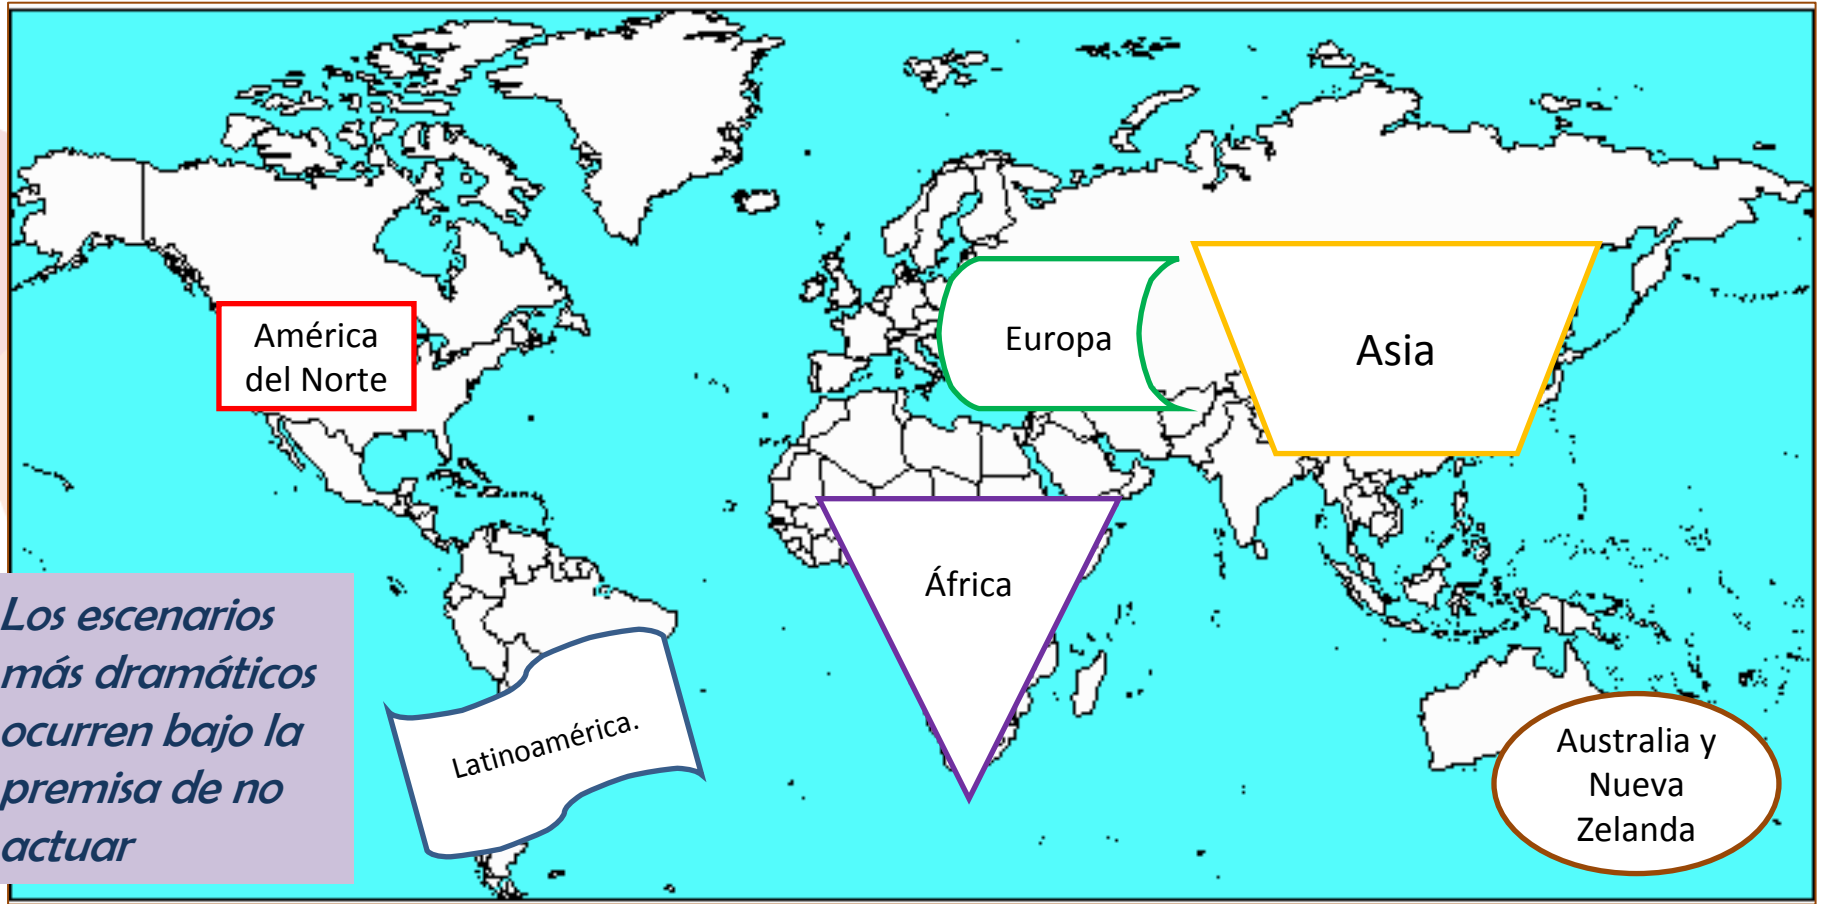 América
del Norte
Europa
Asia
África
Latinoamérica.
Australia y
Nueva
Zelanda
Los escenarios
más dramáticos
ocurren bajo la
premisa de no
actuar